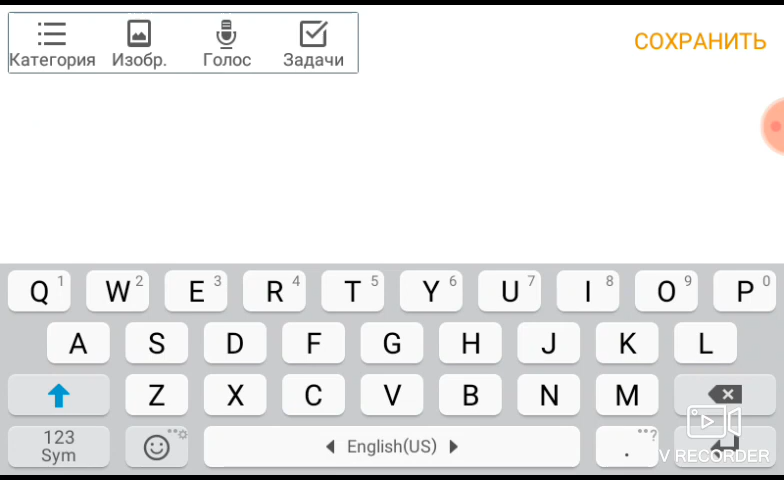 Категория Изобр. Голос Задачи
СОХРАНИТЬ
Q 1 W 2 E 3 R 4 T 5 Y 6 U 7 I 8 O 9 P 0
A S D F G H J K L
Z X C V B N M
123 Sym English(US) . ?
V RECORDER